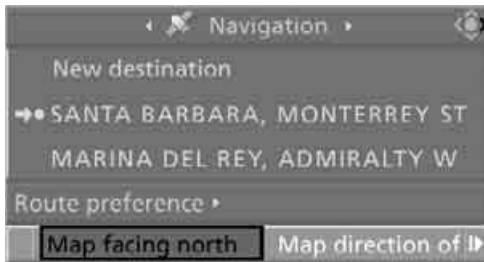 Navigation
New destination
SANTA BARBARA, MONTERREY ST
MARINA DEL REY, ADMIRALTY W
Route preference
Map facing north Map direction of